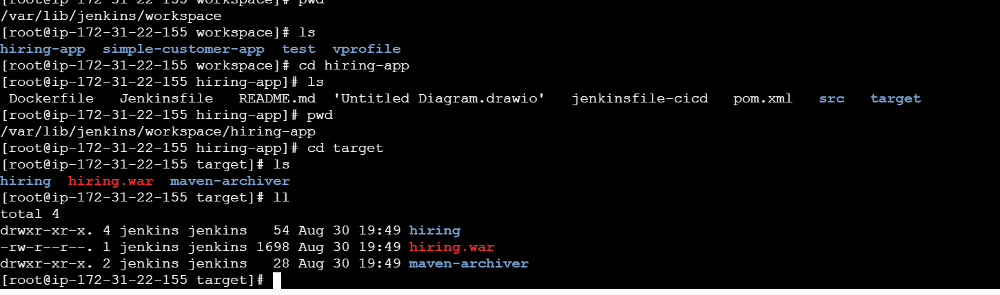 [root@ip-172-31-22-155 workspace]# pwd
/var/lib/jenkins/workspace
[root@ip-172-31-22-155 workspace]# ls
hiring-app  simple-customer-app  test  vprofile
[root@ip-172-31-22-155 workspace]# cd hiring-app
[root@ip-172-31-22-155 hiring-app]# ls
 Dockerfile   Jenkinsfile   README.md  'Untitled Diagram.drawio'   jenkinsfile-cicd   pom.xml   src   target
[root@ip-172-31-22-155 hiring-app]# pwd
/var/lib/jenkins/workspace/hiring-app
[root@ip-172-31-22-155 hiring-app]# cd target
[root@ip-172-31-22-155 target]# ls
hiring  hiring.war  maven-archiver
[root@ip-172-31-22-155 target]# ll
total 4
drwxr-xr-x. 4 jenkins jenkins   54 Aug 30 19:49 hiring
-rw-r--r--. 1 jenkins jenkins 1698 Aug 30 19:49 hiring.war
drwxr-xr-x. 2 jenkins jenkins   28 Aug 30 19:49 maven-archiver
[root@ip-172-31-22-155 target]#